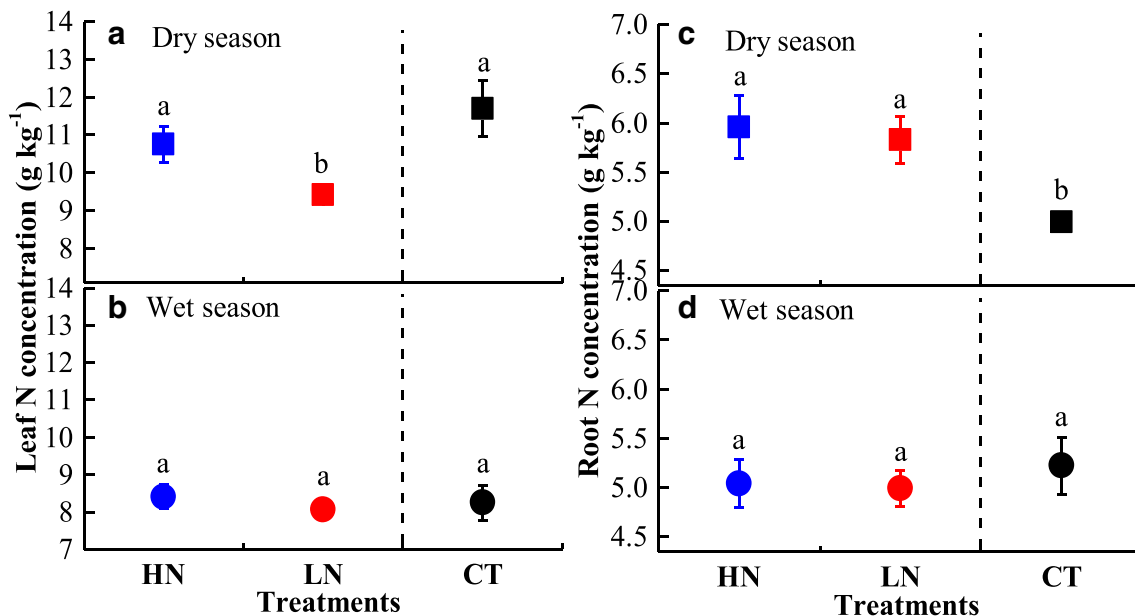 Leaf N concentration (g kg-1)
14
13
12
11
10
9
8
a Dry season
a
b
a
14
13
12
11
10
9
8
7
b Wet season
a
a
a
HN LN CT
Treatments
Root N concentration (g kg-1)
7.0
6.5
6.0
5.5
5.0
4.5
c Dry season
a
a
b
7.0
6.5
6.0
5.5
5.0
4.5
d Wet season
a
a
a
HN LN CT
Treatments